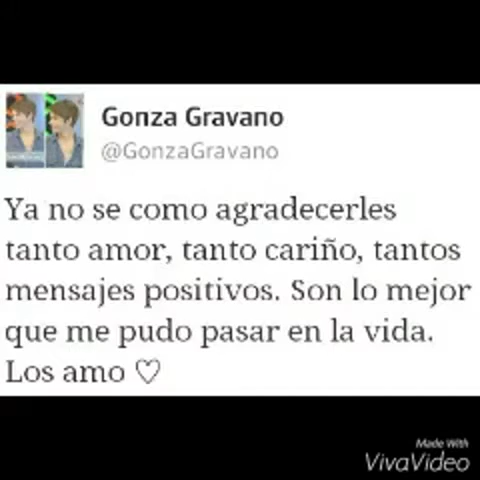 Gonza Gravano
@GonzaGravano
Ya no se como agradecerles
tanto amor, tanto cariño, tantos
mensajes positivos. Son lo mejor
que me pudo pasar en la vida.
Los amo ♡
Made With
VivaVideo